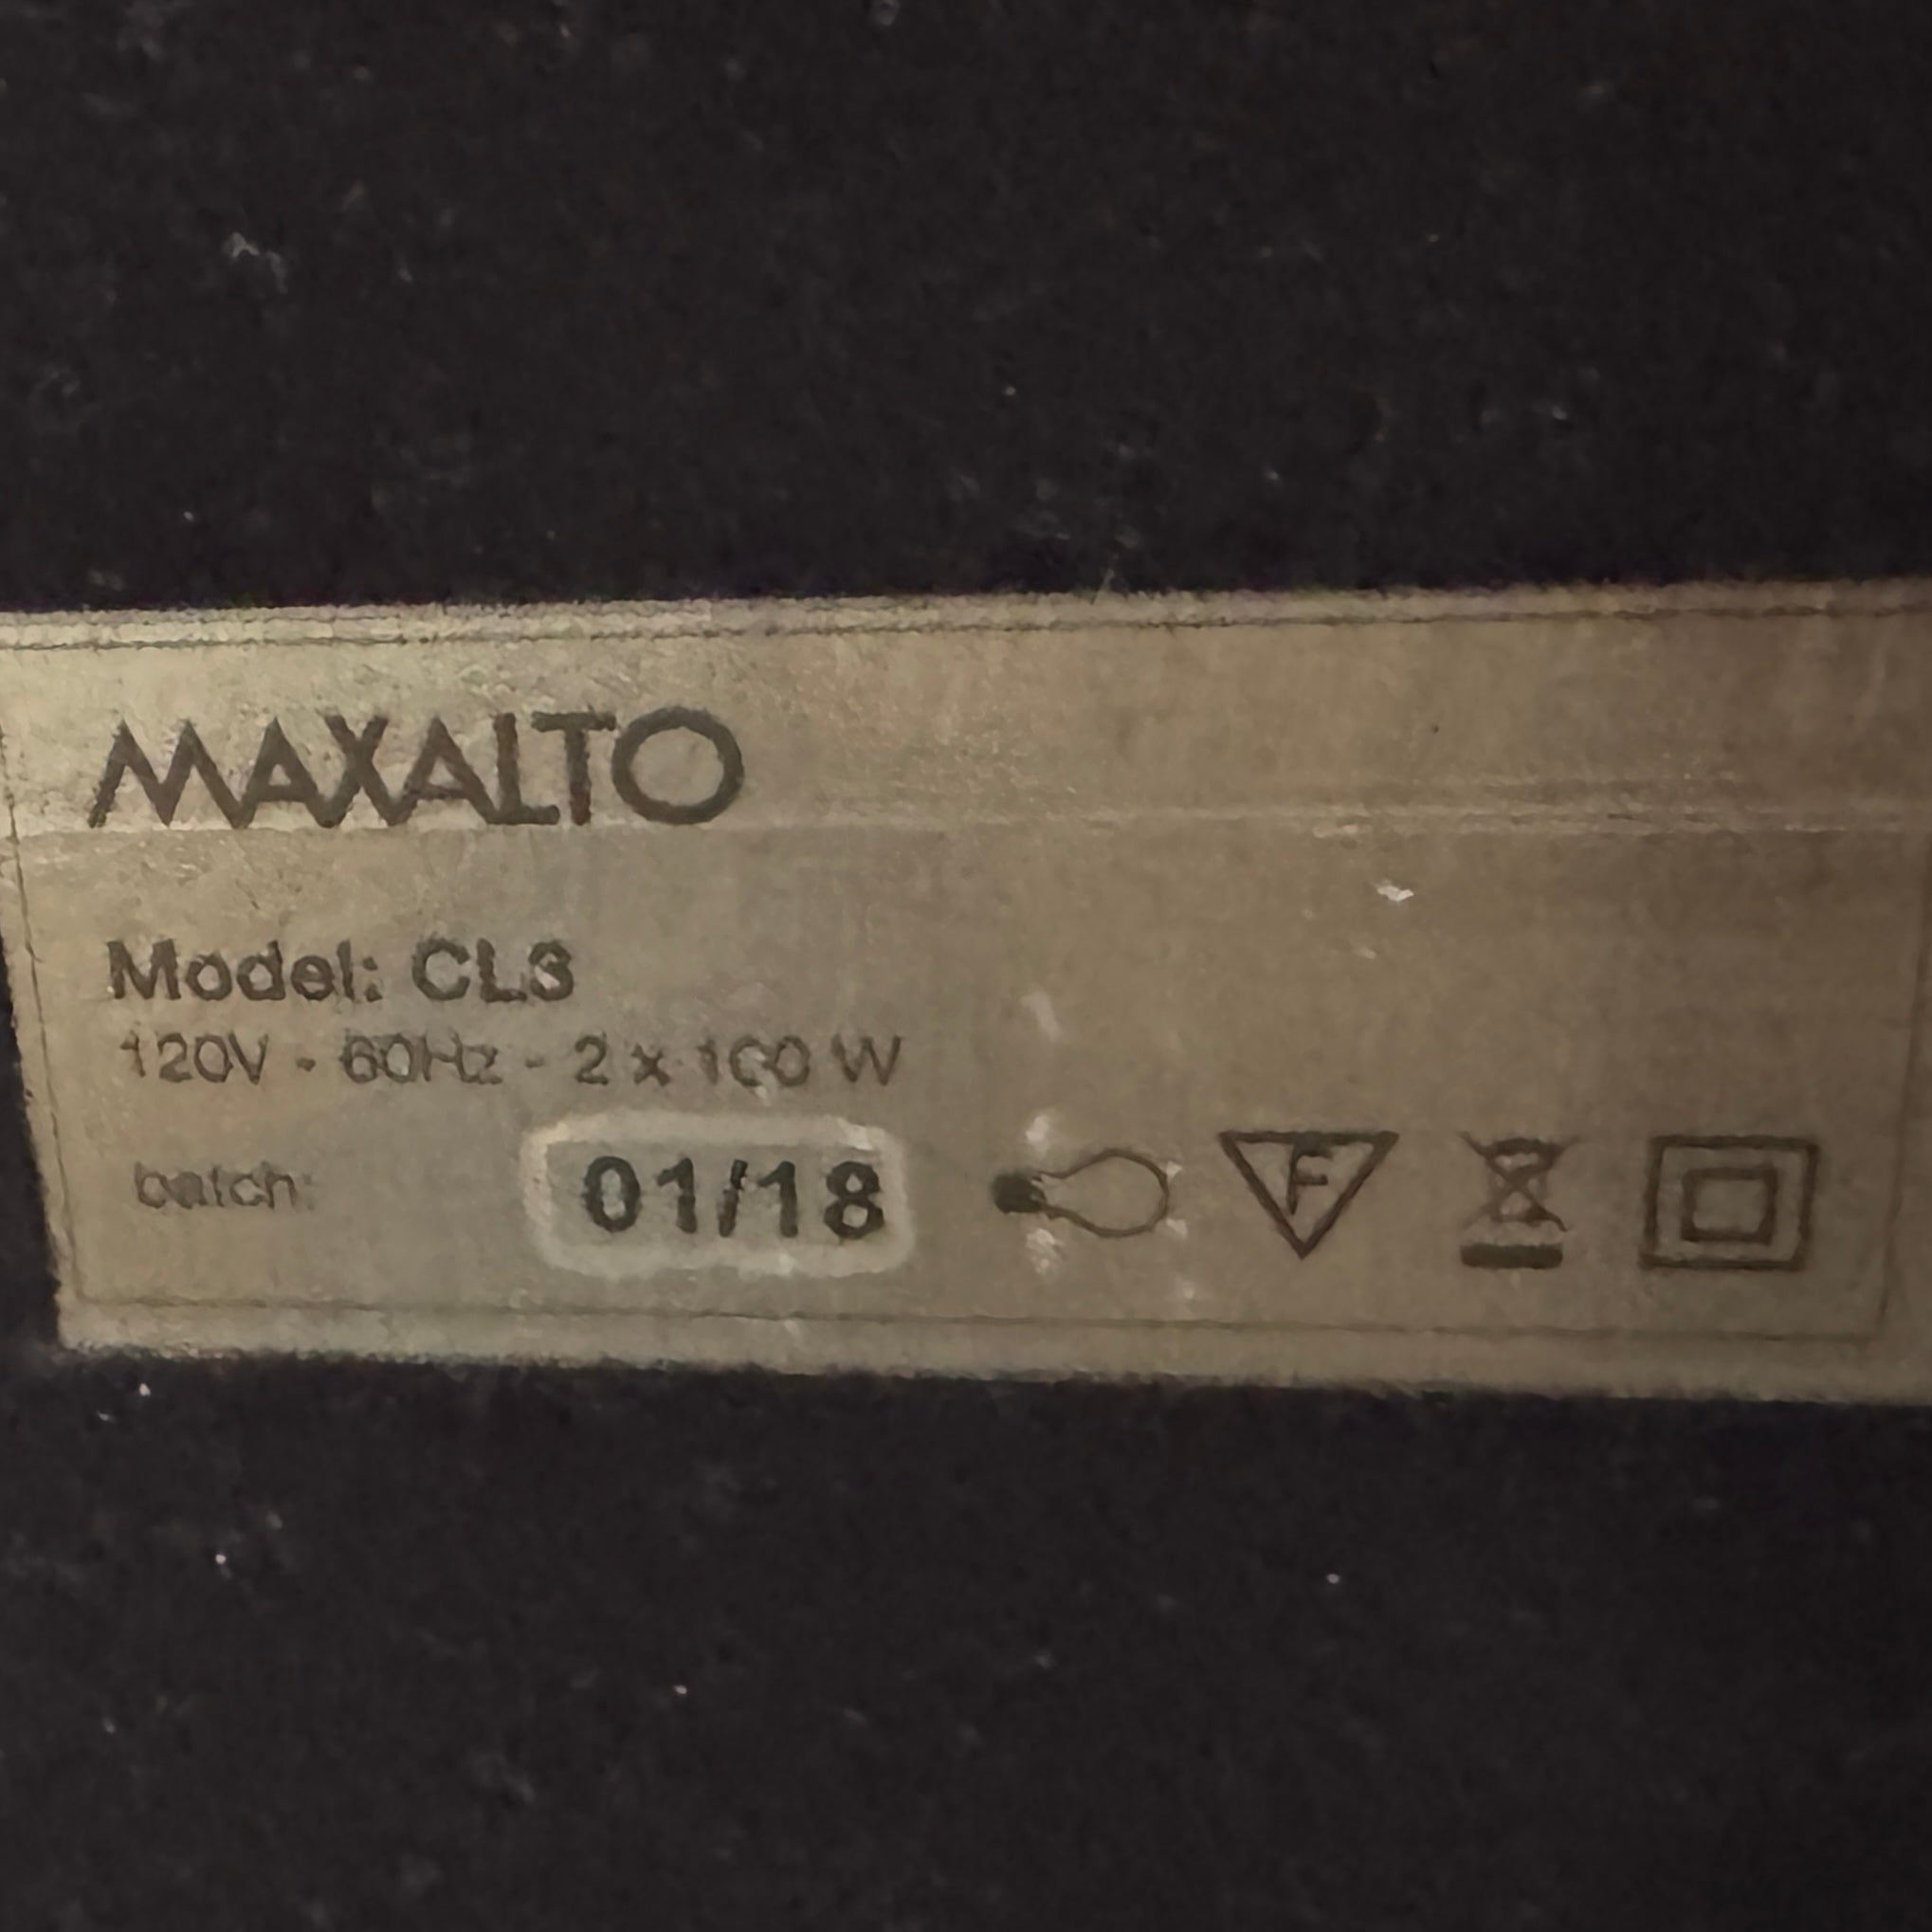 MAXALTO
Model: CL3
120V - 60Hz - 2 x 100 W
batch: 01/18
F